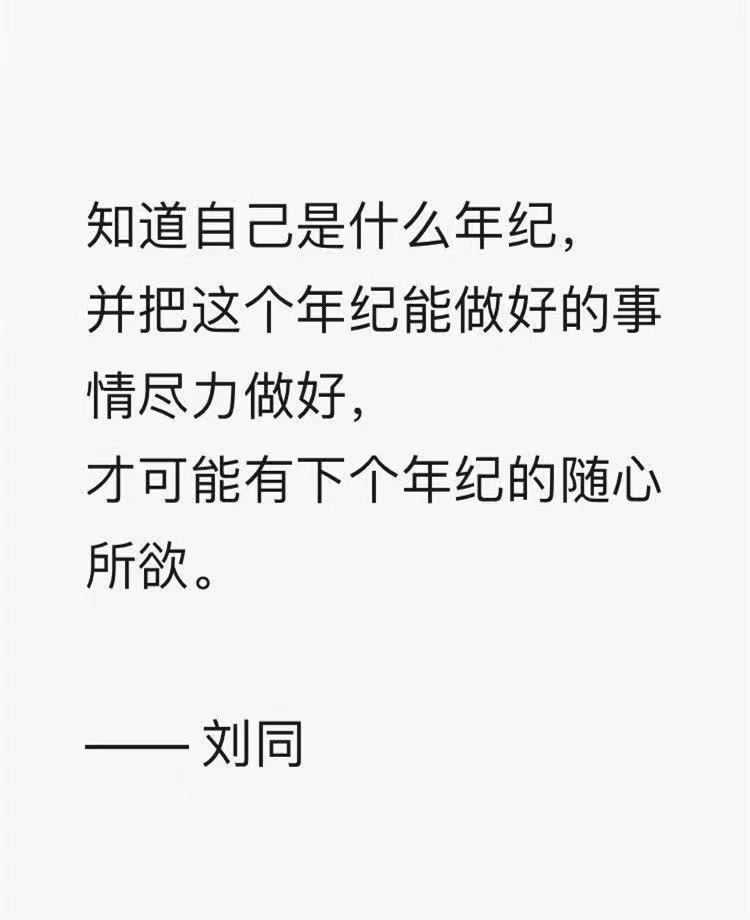 知道自己是什么年纪，
并把这个年纪能做好的事
情尽力做好，
才可能有下个年纪的随心
所欲。
—— 刘同